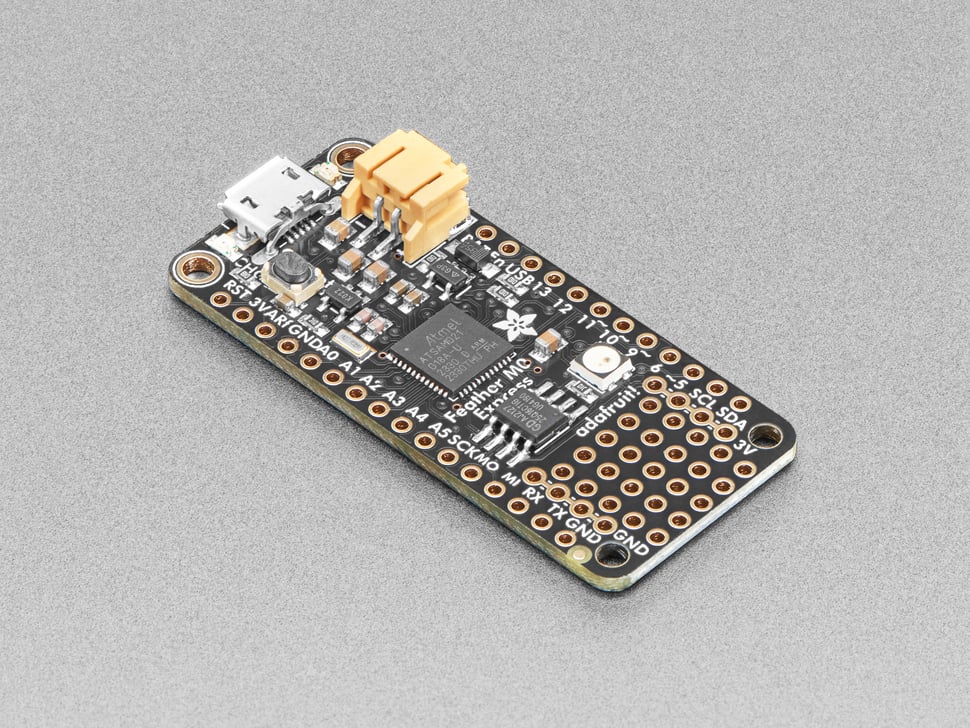 CHG
RST
3V
ARf
GND
A0
A1
A2
A3
A4
A5
SCK
MO
MI
RX
TX
GND
En
USB
13
12
11~
10~
9~
6~
~5
SCL
SDA
3V
GND
Atmel
Feather M0
Express
adafruit!